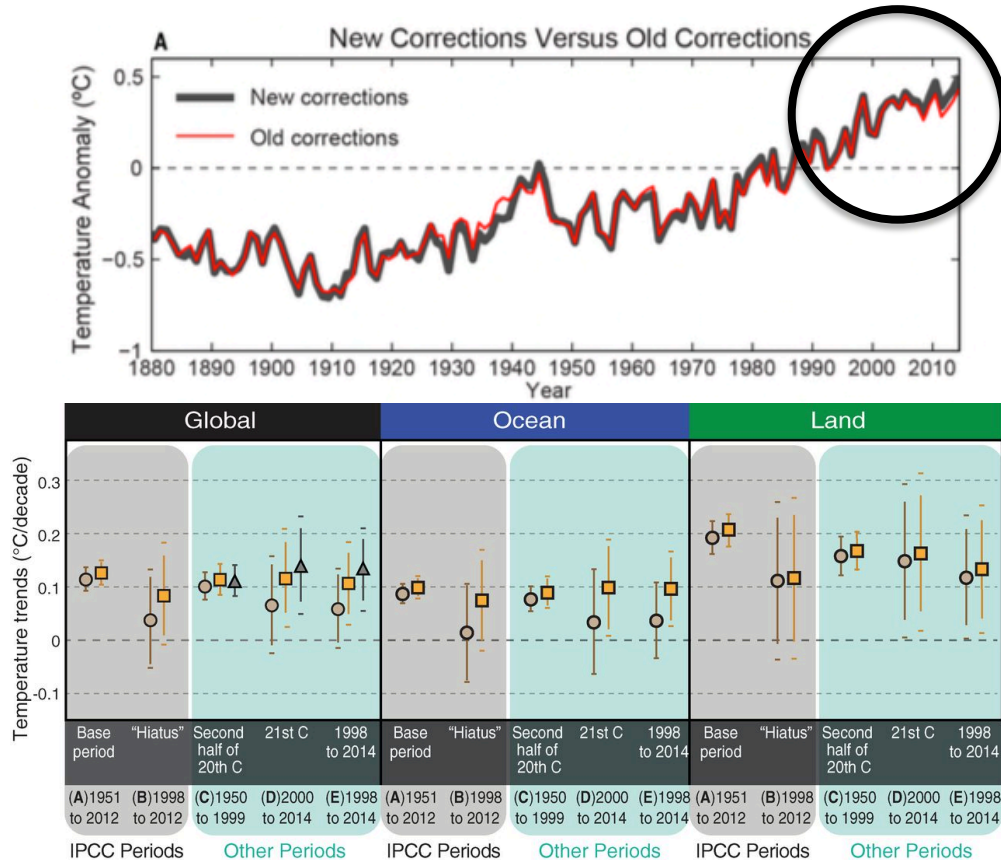 A
New Corrections Versus Old Corrections
Temperature Anomaly (ºC)
0.5
0
−0.5
−1
New corrections
Old corrections
1880 1890 1900 1910 1920 1930 1940 1950 1960 1970 1980 1990 2000 2010
Year
Global Ocean Land
Temperature trends (°C/decade)
0.3
0.2
0.1
0
-0.1
Base period
"Hiatus"
Second half of 20th C
21st C
1998 to 2014
Base period
"Hiatus"
Second half of 20th C
21st C
1998 to 2014
Base period
"Hiatus"
Second half of 20th C
21st C
1998 to 2014
(A)1951 to 2012
(B)1998 to 2012
(C)1950 to 1999
(D)2000 to 2014
(E)1998 to 2014
(A)1951 to 2012
(B)1998 to 2012
(C)1950 to 1999
(D)2000 to 2014
(E)1998 to 2014
(A)1951 to 2012
(B)1998 to 2012
(C)1950 to 1999
(D)2000 to 2014
(E)1998 to 2014
IPCC Periods Other Periods IPCC Periods Other Periods IPCC Periods Other Periods